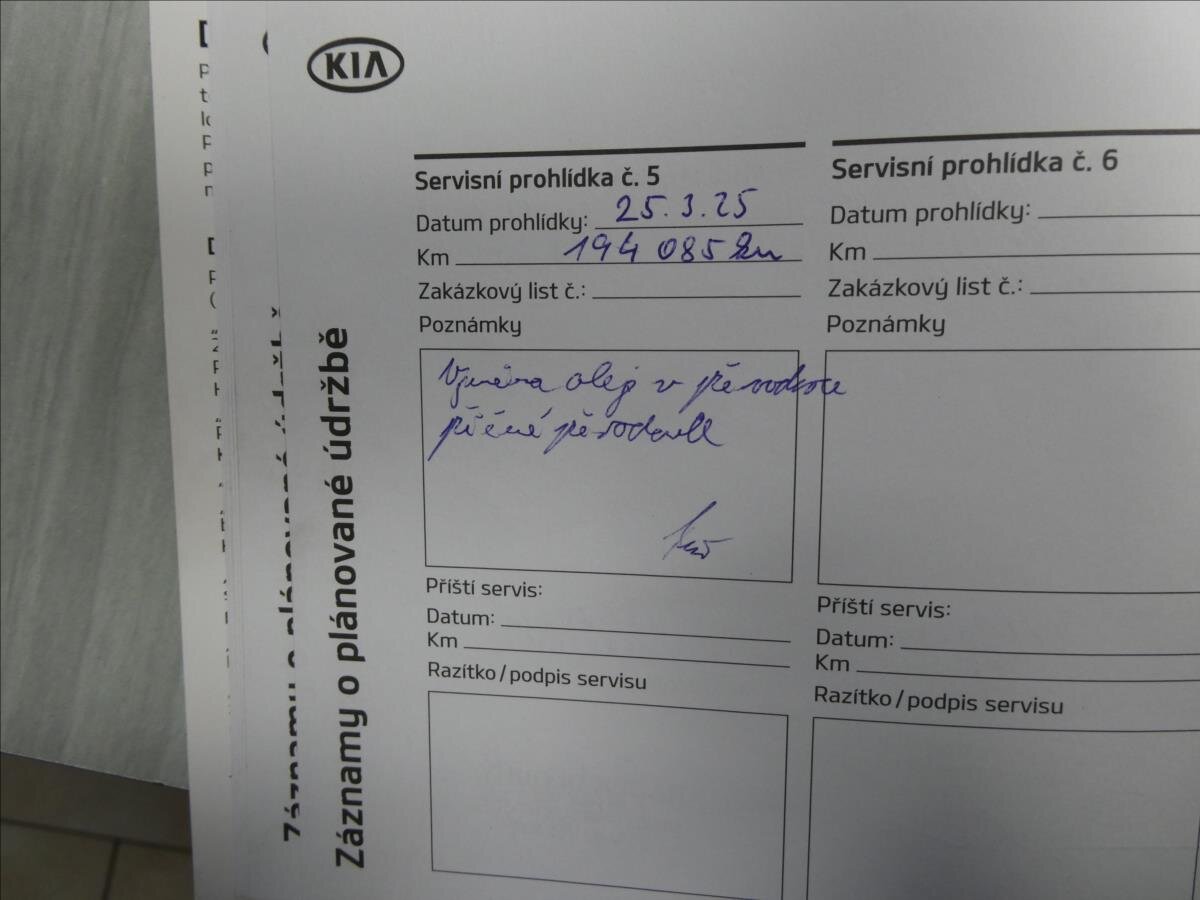 KIA
Záznamy o plánované údržbě
Servisní prohlídka č. 5
Datum prohlídky: 25.3.25
Km 194 085 km
Zakázkový list č.:
Poznámky
Výměna olej v převodovce
příčné převodovce
Příští servis:
Datum:
Km
Razítko / podpis servisu
Servisní prohlídka č. 6
Datum prohlídky:
Km
Zakázkový list č.:
Poznámky
Příští servis:
Datum:
Km
Razítko / podpis servisu